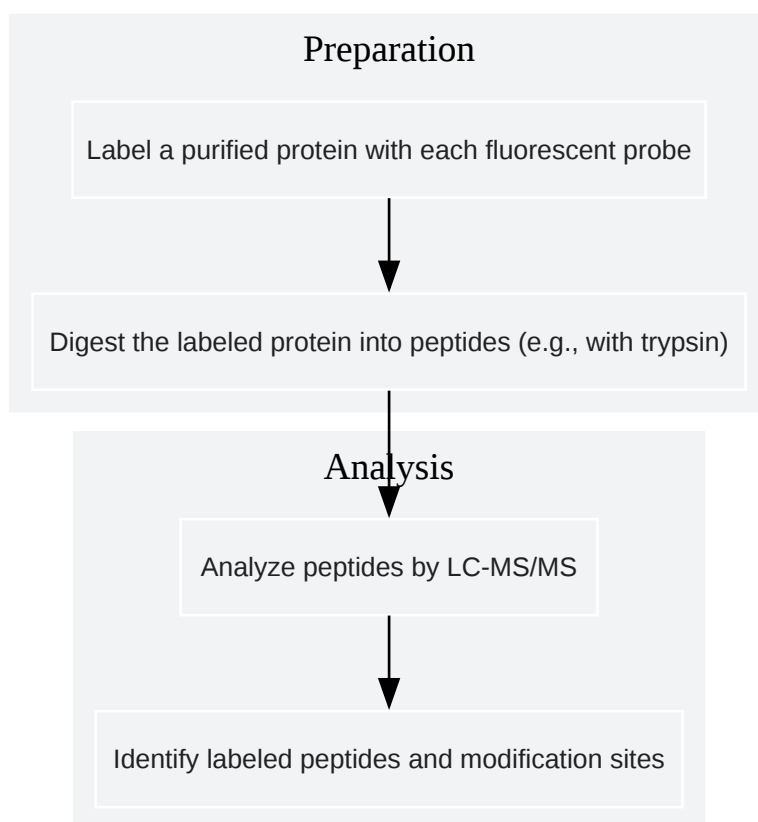 Preparation
Label a purified protein with each fluorescent probe
Digest the labeled protein into peptides (e.g., with trypsin)
Analysis
Analyze peptides by LC-MS/MS
Identify labeled peptides and modification sites